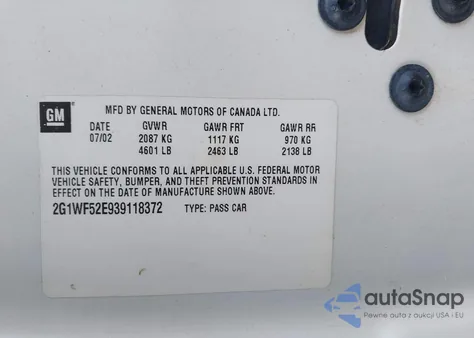 GM
MFD BY GENERAL MOTORS OF CANADA LTD.
DATE GVWR GAWR FRT GAWR RR
07/02 2087 KG 1117 KG 970 KG
4601 LB 2463 LB 2138 LB
THIS VEHICLE CONFORMS TO ALL APPLICABLE U.S. FEDERAL MOTOR
VEHICLE SAFETY, BUMPER, AND THEFT PREVENTION STANDARDS
IN EFFECT ON THE DATE OF MANUFACTURE SHOWN ABOVE.
2G1WF52E939118372 TYPE: PASS CAR
autoSnap
Pewne auta z aukcji USA i EU